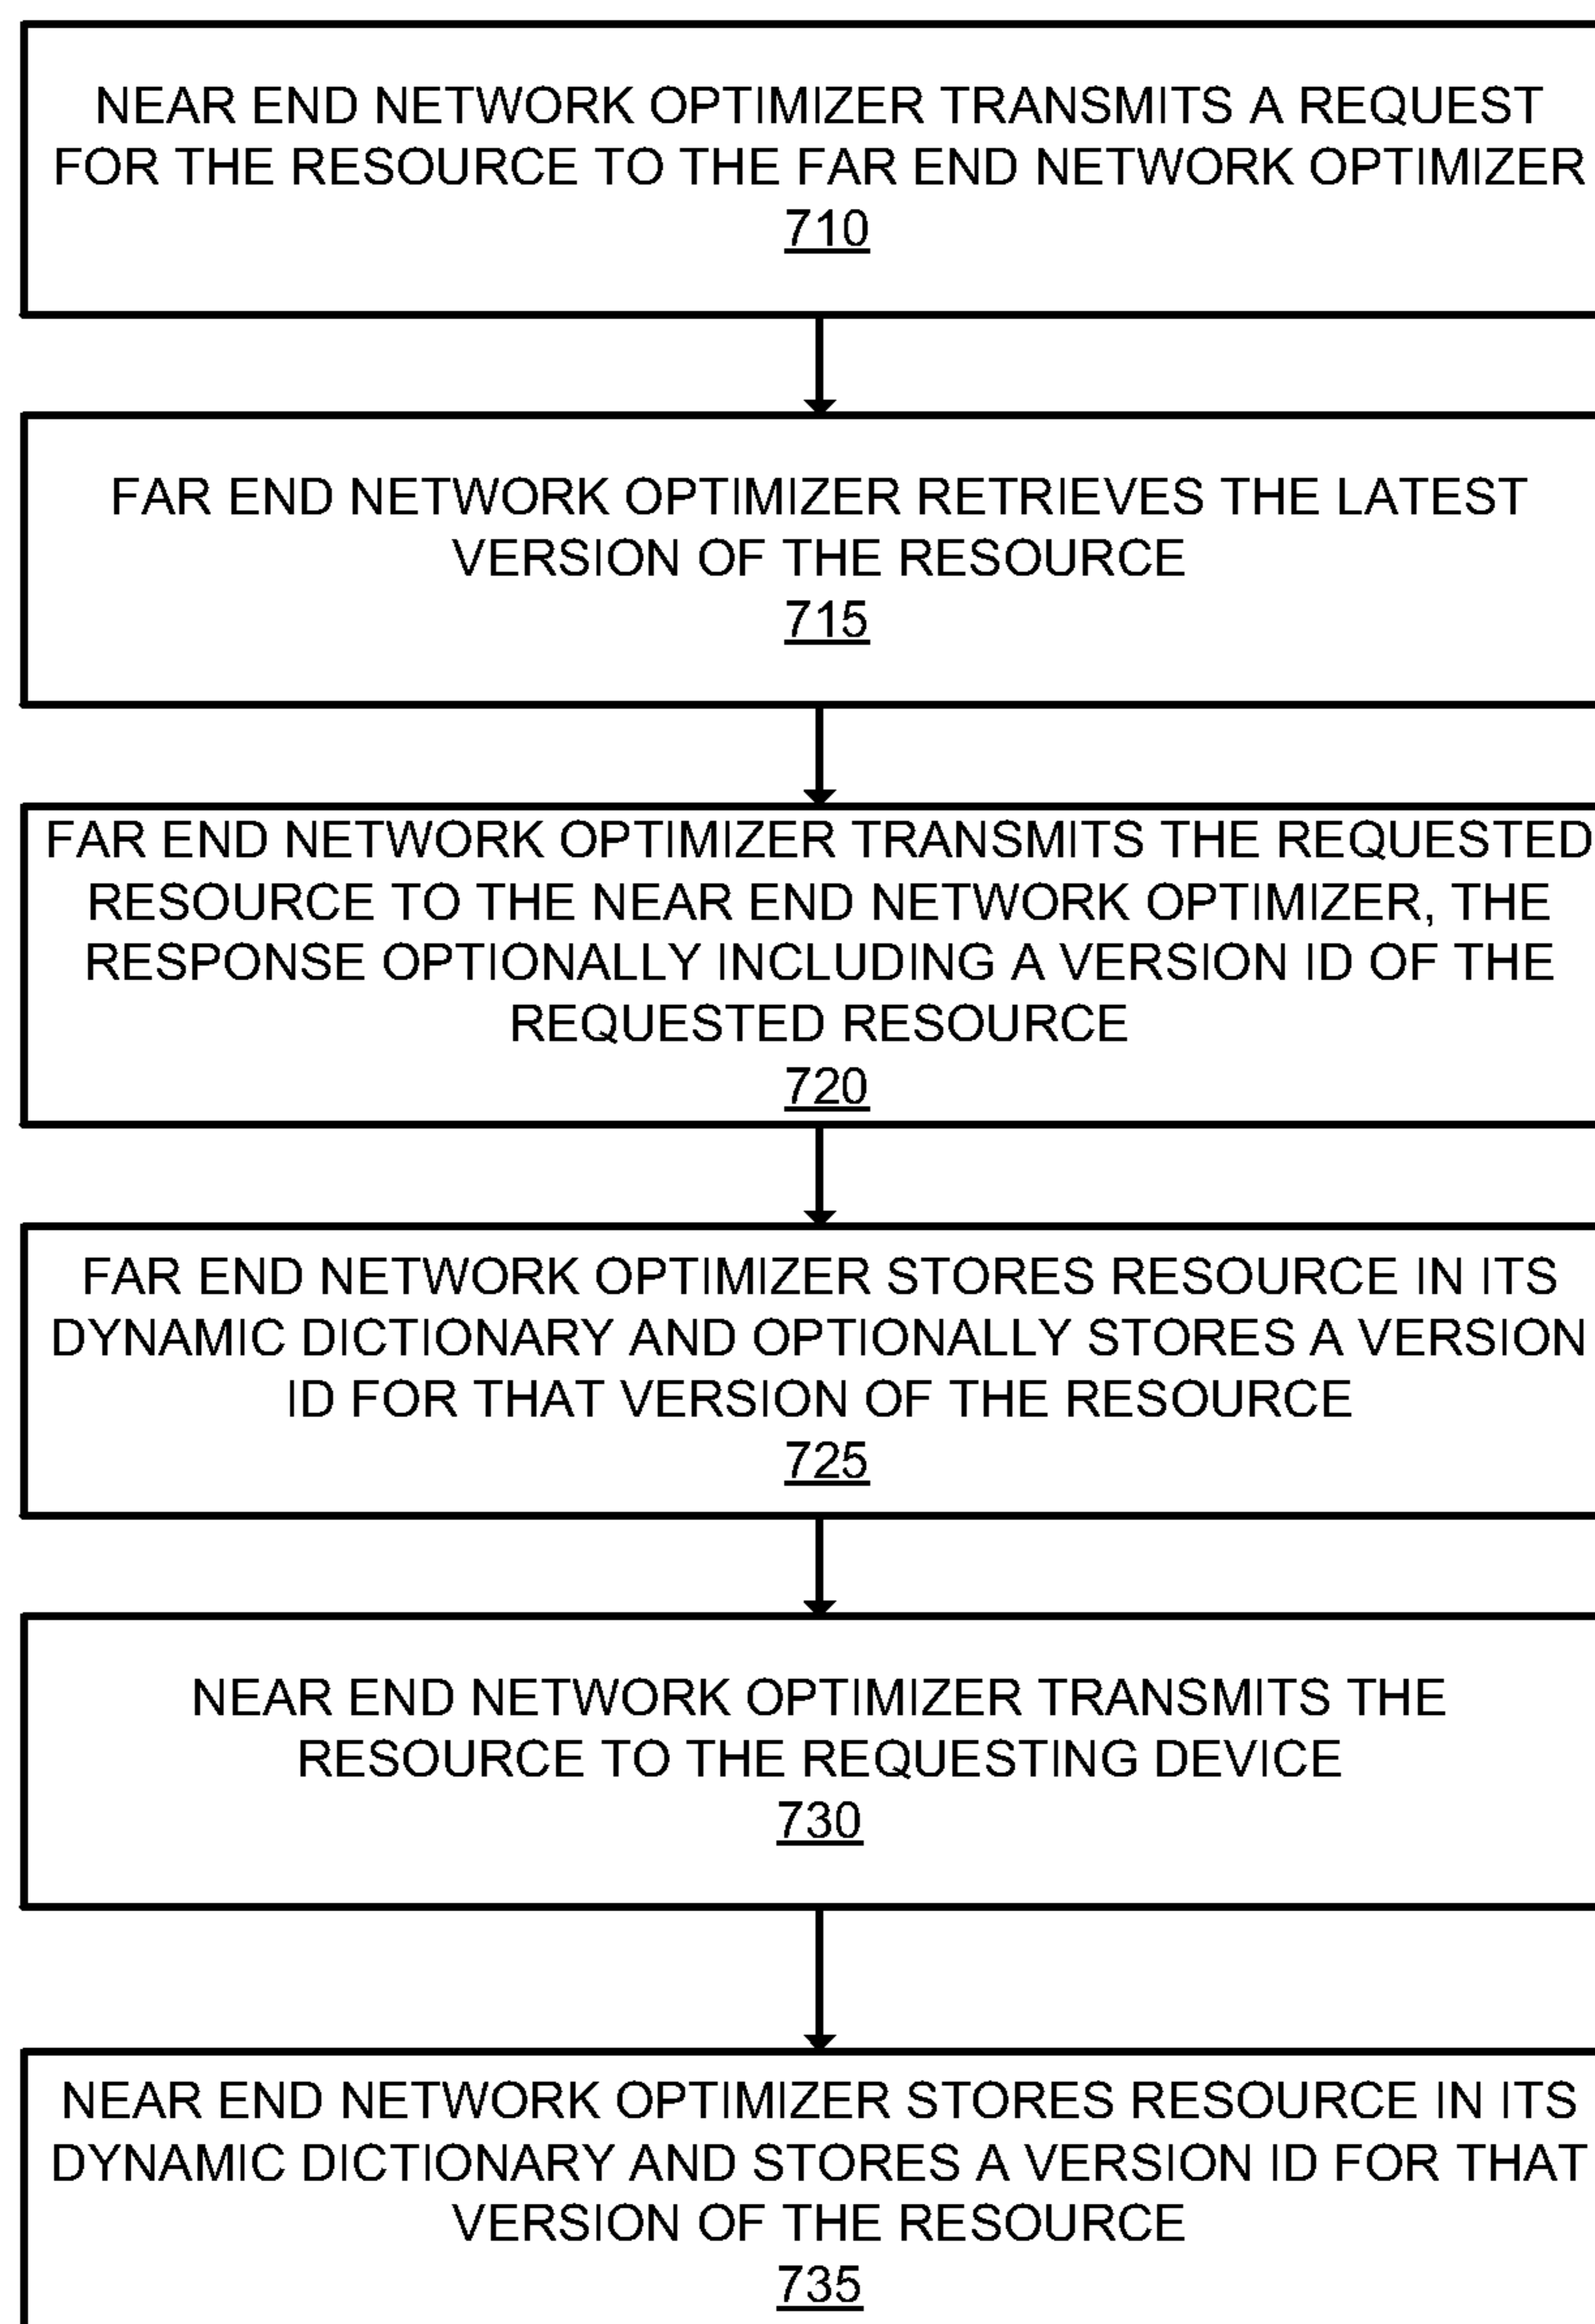 NEAR END NETWORK OPTIMIZER TRANSMITS A REQUEST
FOR THE RESOURCE TO THE FAR END NETWORK OPTIMIZER
710
FAR END NETWORK OPTIMIZER RETRIEVES THE LATEST
VERSION OF THE RESOURCE
715
FAR END NETWORK OPTIMIZER TRANSMITS THE REQUESTED
RESOURCE TO THE NEAR END NETWORK OPTIMIZER, THE
RESPONSE OPTIONALLY INCLUDING A VERSION ID OF THE
REQUESTED RESOURCE
720
FAR END NETWORK OPTIMIZER STORES RESOURCE IN ITS
DYNAMIC DICTIONARY AND OPTIONALLY STORES A VERSION
ID FOR THAT VERSION OF THE RESOURCE
725
NEAR END NETWORK OPTIMIZER TRANSMITS THE
RESOURCE TO THE REQUESTING DEVICE
730
NEAR END NETWORK OPTIMIZER STORES RESOURCE IN ITS
DYNAMIC DICTIONARY AND STORES A VERSION ID FOR THAT
VERSION OF THE RESOURCE
735